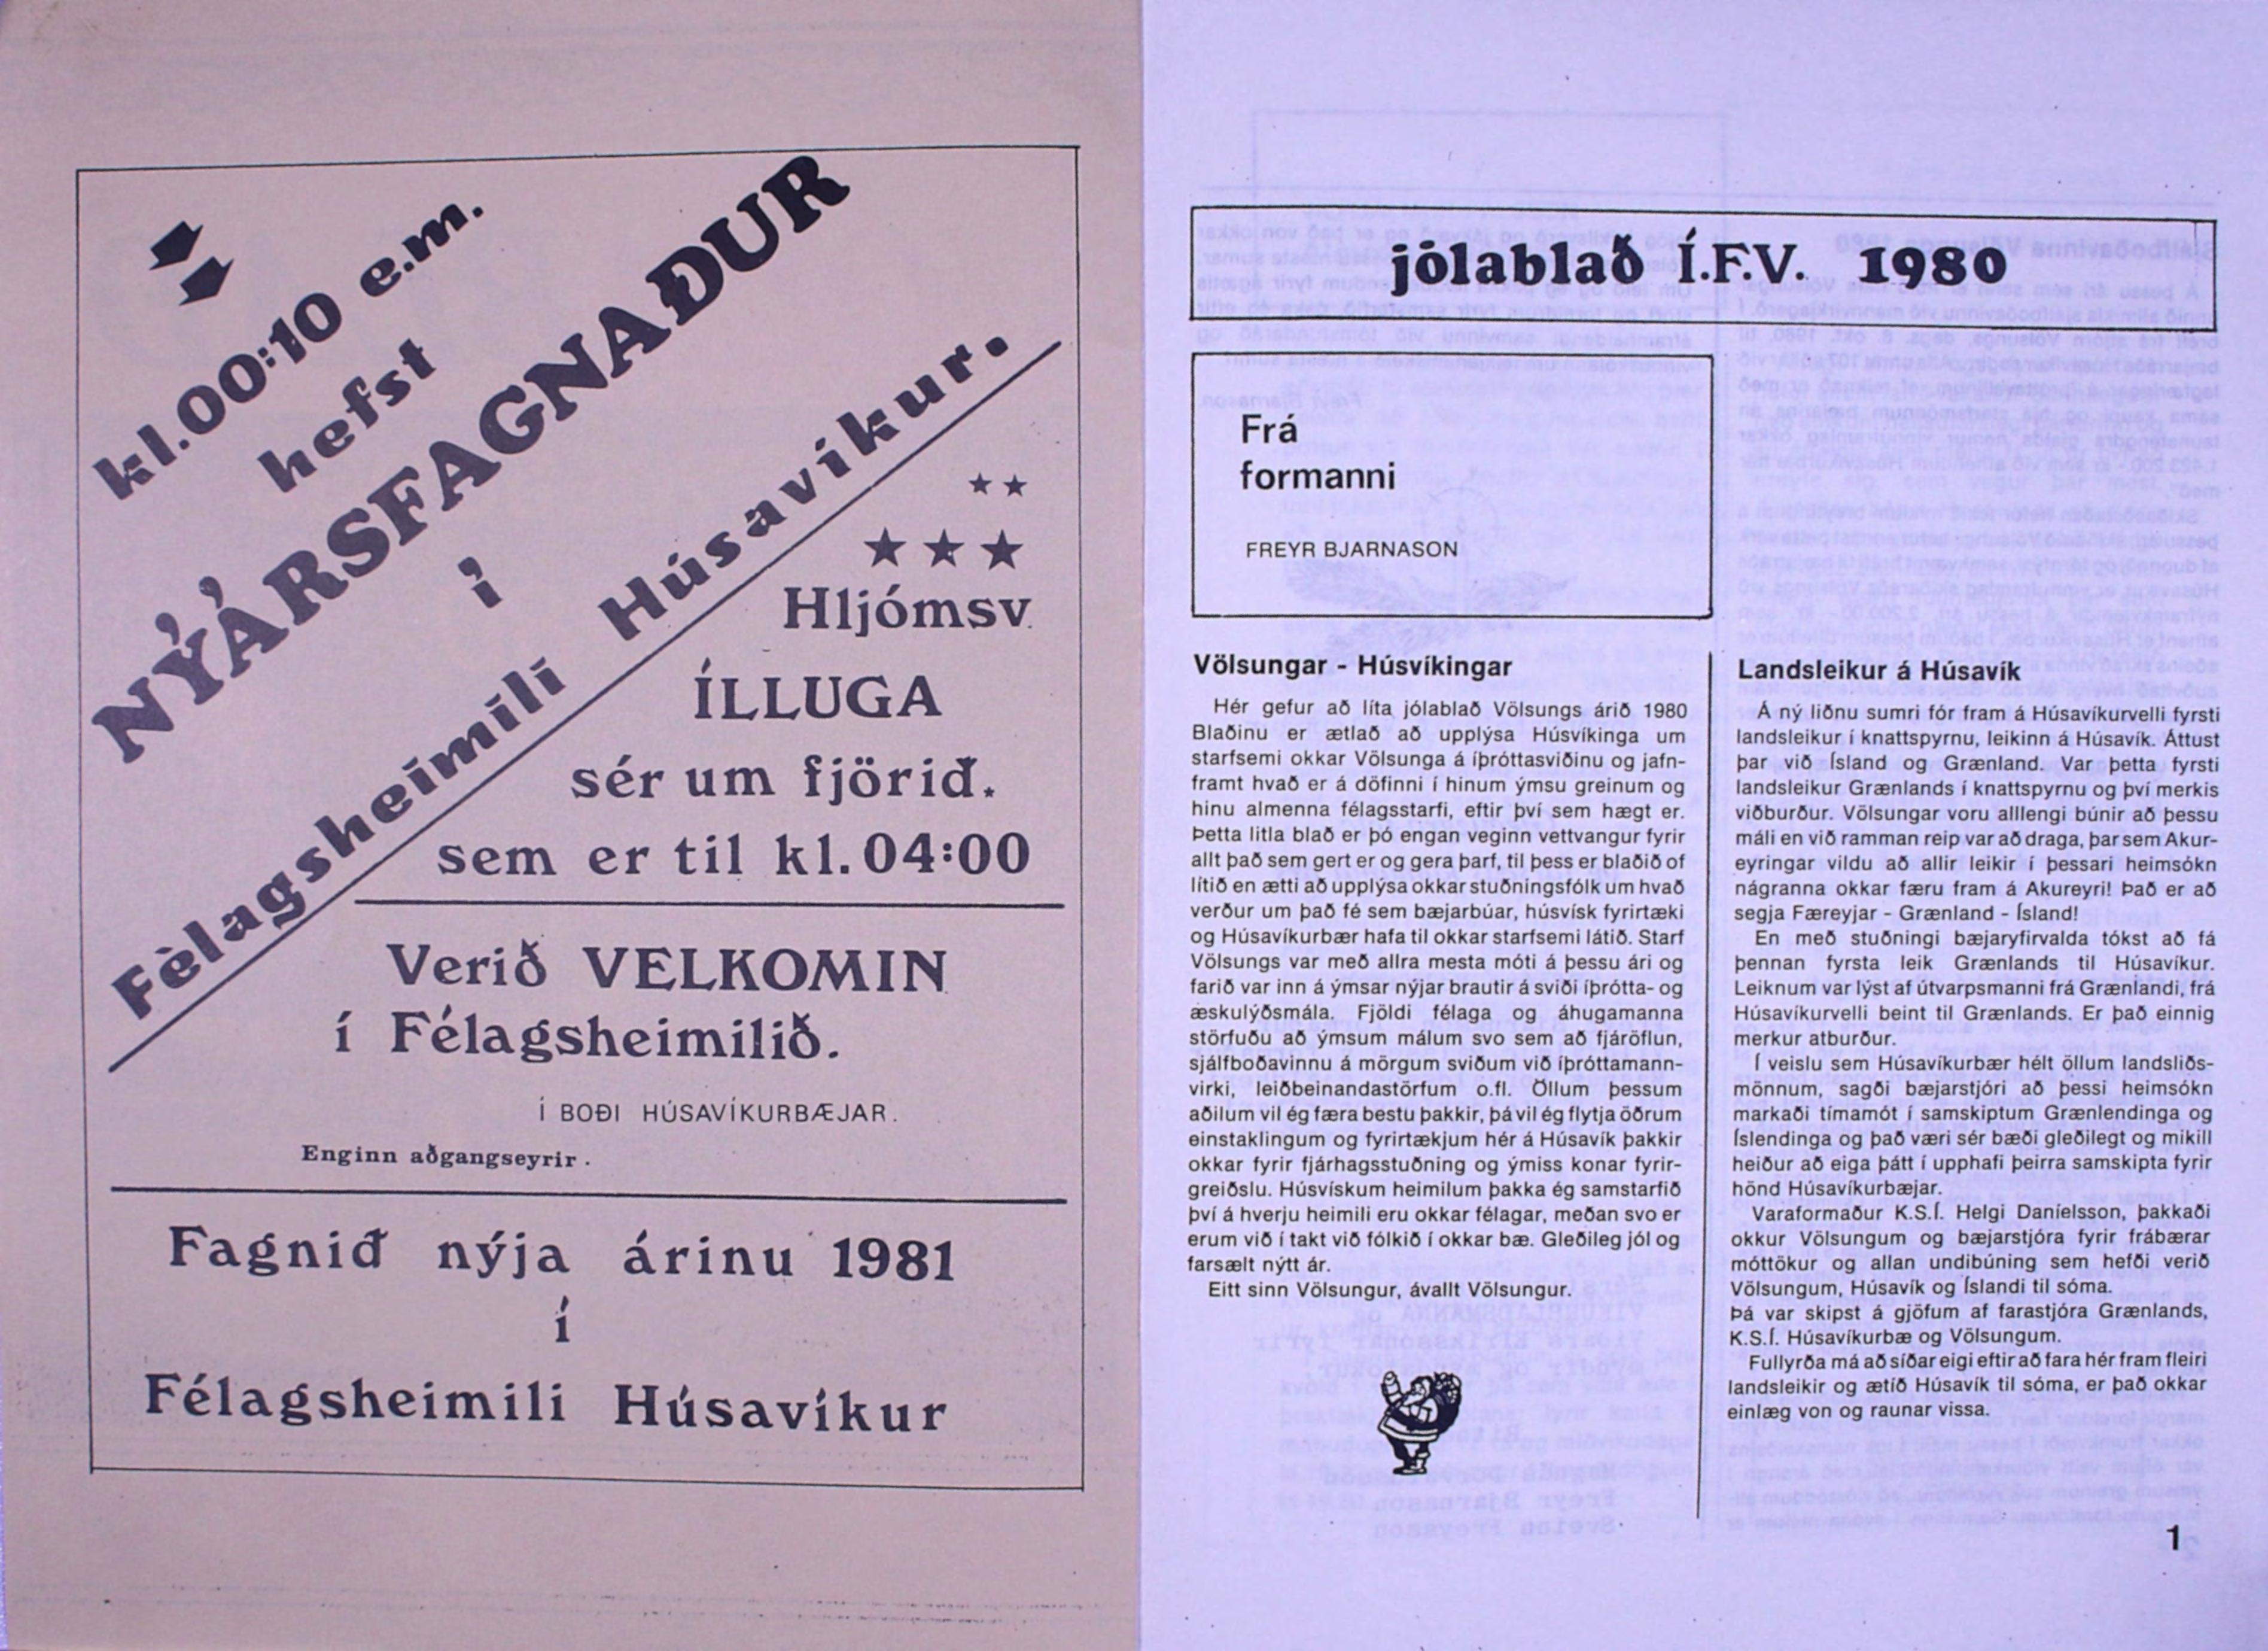 kl.00:10 e.m.
hefst
NÝÁRSFAGNAÐUR
í
Félagsheimili Húsavíkur.
Hljómsv.
ÍLLUGA
sér um fjörið.
sem er til kl. 04:00
Verið VELKOMIN
í Félagsheimilið.
Í BOÐI HÚSAVÍKURBÆJAR.
Enginn aðgangseyrir.
Fagnið nýja árinu 1981
í
Félagsheimili Húsavíkur
jólablað Í.F.V. 1980
Frá
formanni
FREYR BJARNASON
Völsungar - Húsvíkingar
Hér gefur að líta jólablað Völsungs árið 1980
Blaðinu er ætlað að upplýsa Húsvíkinga um
starfsemi okkar Völsunga á íþróttasviðinu og jafn-
framt hvað er á döfinni í hinum ýmsu greinum og
hinu almenna félagsstarfi, eftir því sem hægt er.
Þetta litla blað er þó engan veginn vettvangur fyrir
allt það sem gert er og gera þarf, til þess er blaðið of
lítið en ætti að upplýsa okkar stuðningsfólk um hvað
verður um það fé sem bæjarbúar, húsvísk fyrirtæki
og Húsavíkurbær hafa til okkar starfsemi látið. Starf
Völsungs var með allra mesta móti á þessu ári og
farið var inn á ýmsar nýjar brautir á sviði íþrótta- og
æskulýðsmála. Fjöldi félaga og áhugamanna
störfuðu að ýmsum málum svo sem að fjáröflun,
sjálfboðavinnu á mörgum sviðum við íþróttamann-
virki, leiðbeinandastörfum o.fl. Öllum þessum
aðilum vil ég færa bestu þakkir, þá vil ég flytja öðrum
einstaklingum og fyrirtækjum hér á Húsavík þakkir
okkar fyrir fjárhagsstuðning og ýmiss konar fyrir-
greiðslu. Húsvískum heimilum þakka ég samstarfið
því á hverju heimili eru okkar félagar, meðan svo er
erum við í takt við fólkið í okkar bæ. Gleðileg jól og
farsælt nýtt ár.
Eitt sinn Völsungur, ávallt Völsungur.
Landsleikur á Húsavík
Á ný liðnu sumri fór fram á Húsavíkurvelli fyrsti
landsleikur í knattspyrnu, leikinn á Húsavík. Áttust
þar við Ísland og Grænland. Var þetta fyrsti
landsleikur Grænlands í knattspyrnu og því merkis
viðburður. Völsungar voru alllengi búnir að þessu
máli en við ramman reip var að draga, þar sem Akur-
eyringar vildu að allir leikir í þessari heimsókn
nágranna okkar færu fram á Akureyri! Það er að
segja Færeyjar - Grænland - Ísland!
En með stuðningi bæjaryfirvalda tókst að fá
þennan fyrsta leik Grænlands til Húsavíkur.
Leiknum var lýst af útvarpsmanni frá Grænlandi, frá
Húsavíkurvelli beint til Grænlands. Er það einnig
merkur atburður.
Í veislu sem Húsavíkurbær hélt öllum landsliðs-
mönnum, sagði bæjarstjóri að þessi heimsókn
markaði tímamót í samskiptum Grænlendinga og
Íslendinga og það væri sér bæði gleðilegt og mikill
heiður að eiga þátt í upphafi þeirra samskipta fyrir
hönd Húsavíkurbæjar.
Varaformaður K.S.Í. Helgi Daníelsson, þakkaði
okkur Völsungum og bæjarstjóra fyrir frábærar
móttökur og allan undibúning sem hefði verið
Völsungum, Húsavík og Íslandi til sóma.
Þá var skipst á gjöfum af farastjóra Grænlands,
K.S.Í. Húsavíkurbæ og Völsungum.
Fullyrða má að síðar eigi eftir að fara hér fram fleiri
landsleikir og ætíð Húsavík til sóma, er það okkar
einlæg von og raunar vissa.
1